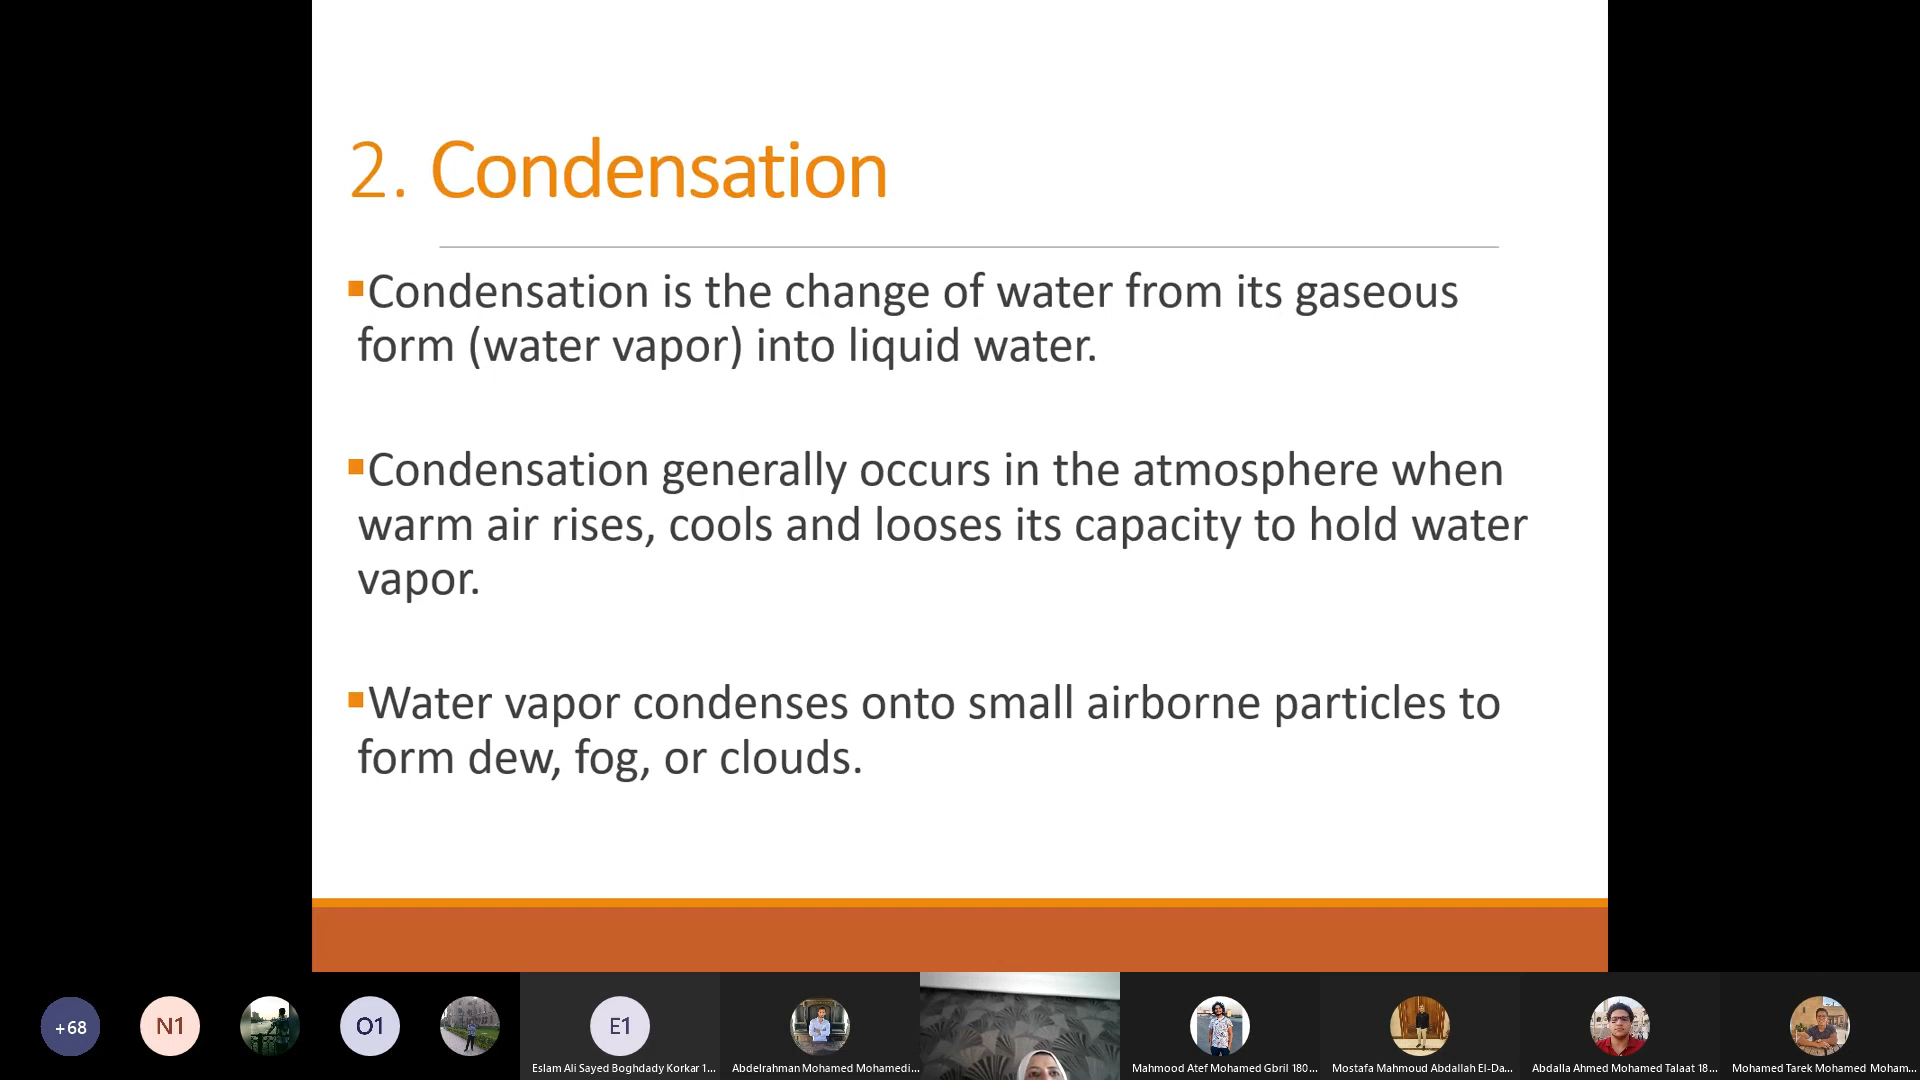 2. Condensation
▪Condensation is the change of water from its gaseous
form (water vapor) into liquid water.
▪Condensation generally occurs in the atmosphere when
warm air rises, cools and looses its capacity to hold water
vapor.
▪Water vapor condenses onto small airborne particles to
form dew, fog, or clouds.
+68
N1
O1
E1
Eslam Ali Sayed Boghdady Korkar 1...
Abdelrahman Mohamed Mohamedi...
Mahmood Atef Mohamed Gbril 180...
Mostafa Mahmoud Abdallah El-Da...
Abdalla Ahmed Mohamed Talaat 18...
Mohamed Tarek Mohamed Moham...